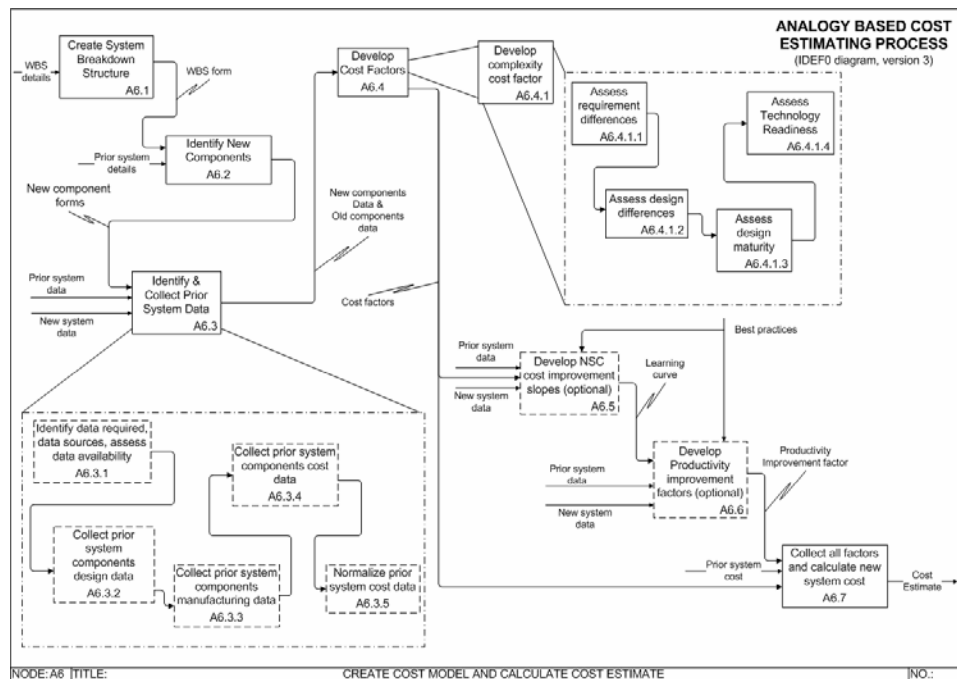 ANALOGY BASED COST
ESTIMATING PROCESS
(IDEF0 diagram, version 3)
Create System
Breakdown
Structure
A6.1
WBS
details
WBS form
Identify New
Components
A6.2
Prior system
details
New component
forms
Prior system
data
New system
data
Identify &
Collect Prior
System Data
A6.3
New components
Data &
Old components
data
Develop
Cost Factors
A6.4
Develop
complexity
cost factor
A6.4.1
Assess
requirement
differences
A6.4.1.1
Assess design
differences
A6.4.1.2
Assess
design
maturity
A6.4.1.3
Assess
Technology
Readiness
A6.4.1.4
Cost factors
Best practices
Prior system
data
New system
data
Develop NSC
cost improvement
slopes (optional)
A6.5
Learning
curve
Prior system
data
New system
data
Develop
Productivity
improvement
factors (optional)
A6.6
Productivity
Improvement factor
Prior system
cost
Collect all factors
and calculate new
system cost
A6.7
Cost
Estimate
Identify data required,
data sources, assess
data availability
A6.3.1
Collect prior
system
components
design data
A6.3.2
Collect prior system
components
manufacturing data
A6.3.3
Collect prior system
components cost
data
A6.3.4
Normalize prior
system cost data
A6.3.5
NODE: A6 TITLE: CREATE COST MODEL AND CALCULATE COST ESTIMATE NO.: